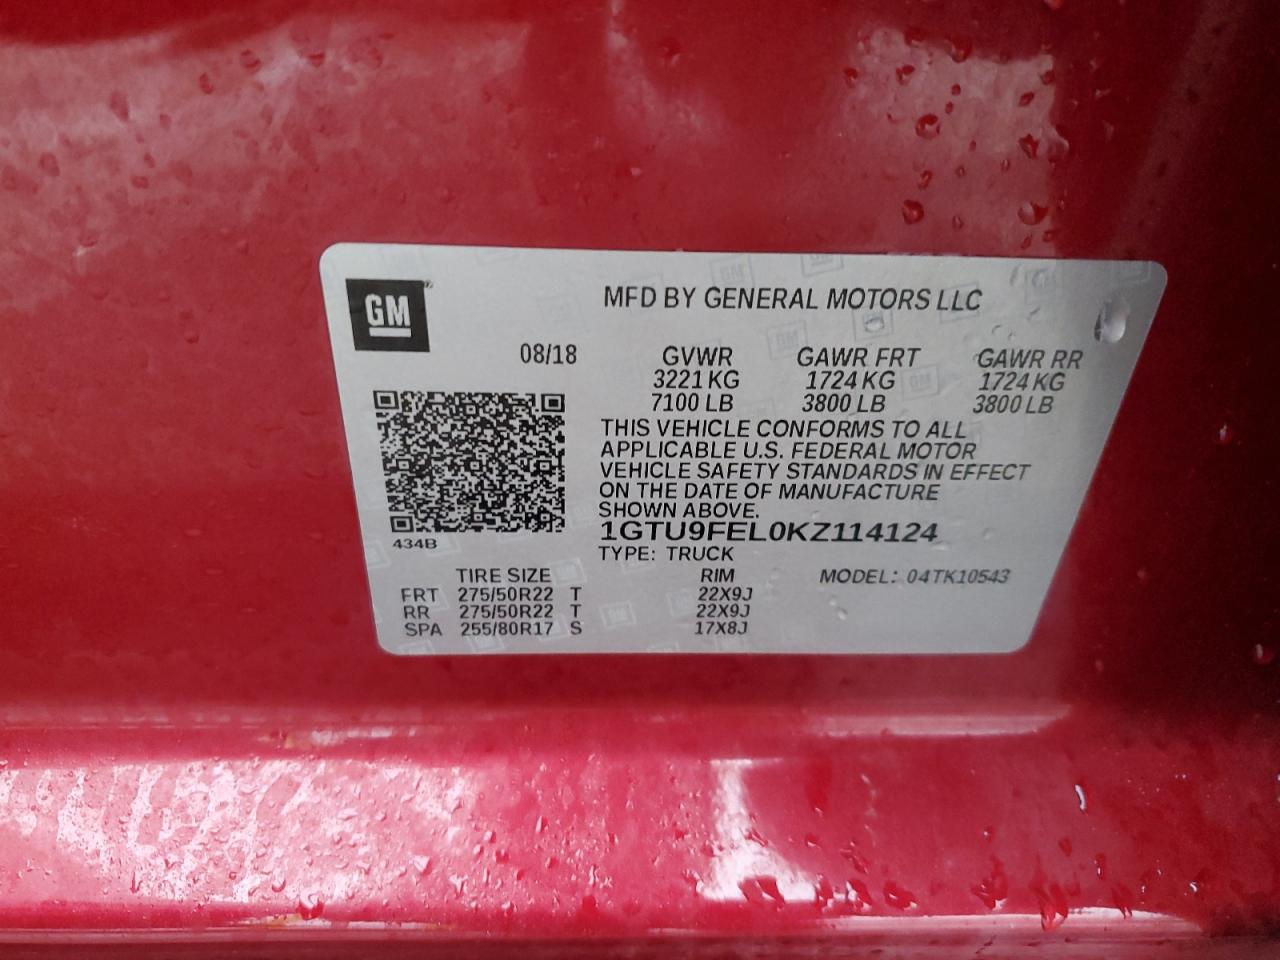 GM
MFD BY GENERAL MOTORS LLC
08/18 GVWR GAWR FRT GAWR RR
3221 KG 1724 KG 1724 KG
7100 LB 3800 LB 3800 LB
THIS VEHICLE CONFORMS TO ALL
APPLICABLE U.S. FEDERAL MOTOR
VEHICLE SAFETY STANDARDS IN EFFECT
ON THE DATE OF MANUFACTURE
SHOWN ABOVE.
1GTU9FEL0KZ114124
434B
TYPE: TRUCK
TIRE SIZE RIM MODEL: 04TK10543
FRT 275/50R22 T 22X9J
RR 275/50R22 T 22X9J
SPA 255/80R17 S 17X8J